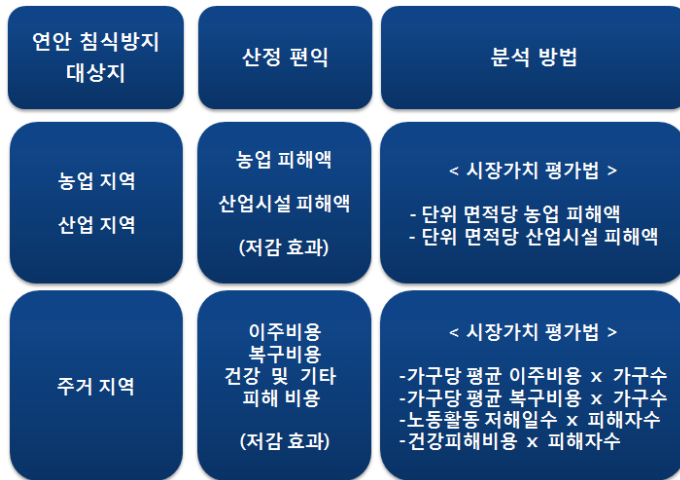 연안 침식방지
대상지
산정 편익
분석 방법
농업 지역
산업 지역
농업 피해액
산업시설 피해액
(저감 효과)
< 시장가치 평가법 >
- 단위 면적당 농업 피해액
- 단위 면적당 산업시설 피해액
주거 지역
이주비용
복구비용
건강 및 기타
피해 비용
(저감 효과)
< 시장가치 평가법 >
-가구당 평균 이주비용 x 가구수
-가구당 평균 복구비용 x 가구수
-노동활동 저해일수 x 피해자수
-건강피해비용 x 피해자수